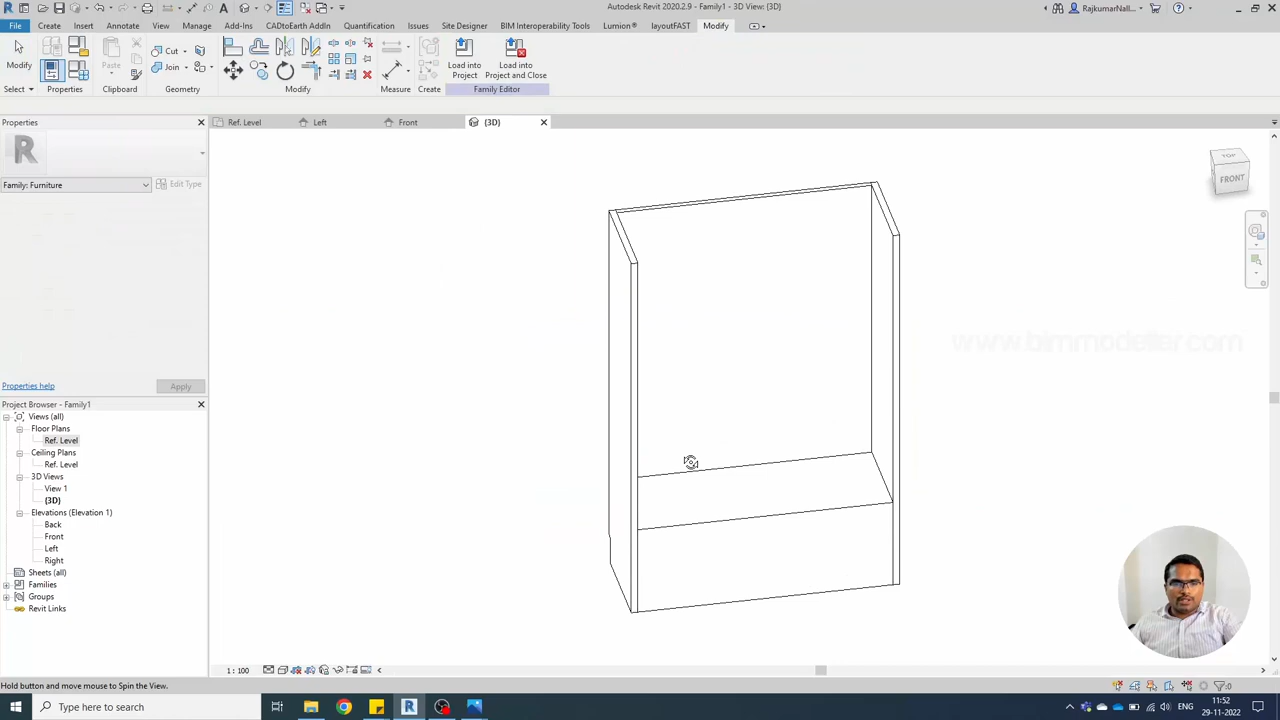 Autodesk Revit 2020.2.9 - Family1 - 3D View: {3D}
RajkumarNall...
File
Create
Insert
Annotate
View
Manage
Add-Ins
CADtoEarth AddIn
Quantification
Issues
Site Designer
BIM Interoperability Tools
Lumion®
layoutFAST
Modify
Cut
Join
Modify
Paste
Load into
Project
Load into
Project and Close
Select
Properties
Clipboard
Geometry
Modify
Measure
Create
Family Editor
Properties
Ref. Level
Left
Front
{3D}
TOP
FRONT
Family: Furniture
Edit Type
www.bimmodeller.com
Properties help
Apply
Project Browser - Family1
Views (all)
Floor Plans
Ref. Level
Ceiling Plans
Ref. Level
3D Views
View 1
{3D}
Elevations (Elevation 1)
Back
Front
Left
Right
Sheets (all)
Families
Groups
Revit Links
1 : 100
Hold button and move mouse to Spin the View.
:0
Type here to search
ENG
11:52
29-11-2022